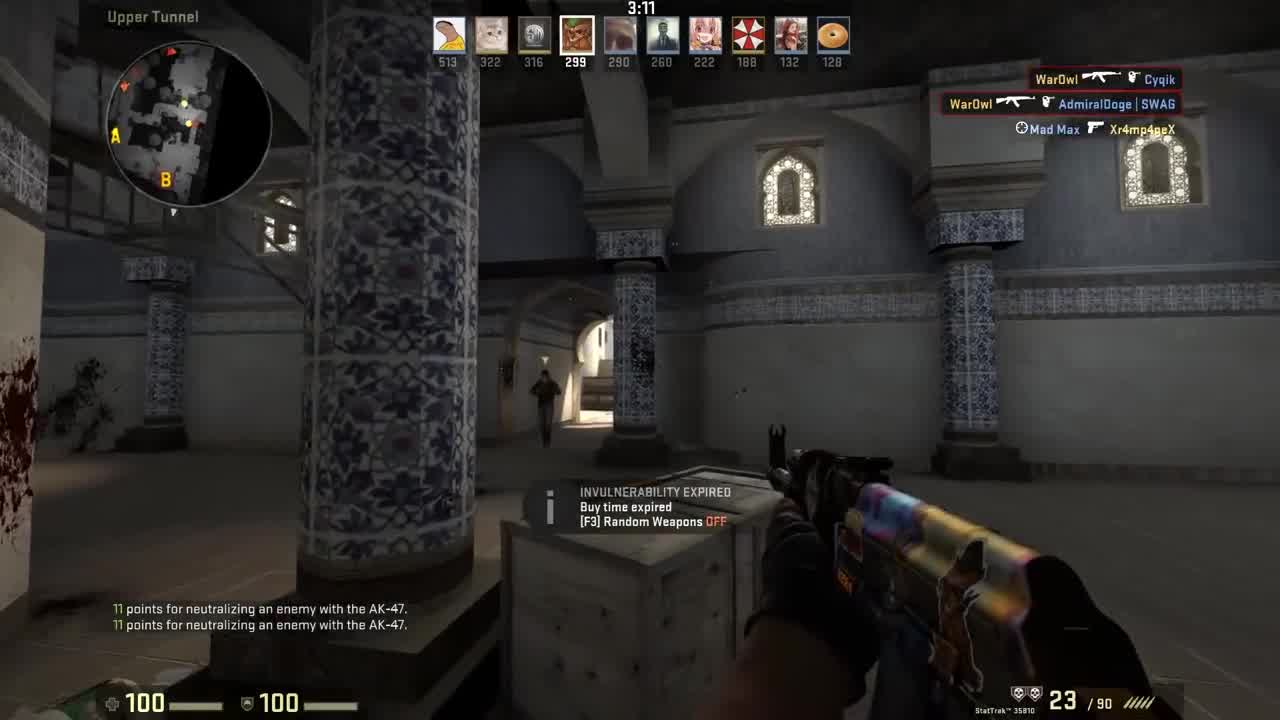 Upper Tunnel
3:11
513 322 316 299 290 260 222 188 132 128
A
B
WarOwl Cyqik
WarOwl AdmiralDoge | SWAG
Mad Max Xr4mp4geX
INVULNERABILITY EXPIRED
Buy time expired
[F3] Random Weapons OFF
11 points for neutralizing an enemy with the AK-47.
11 points for neutralizing an enemy with the AK-47.
100 100
23 / 90
StatTrak™ 35810